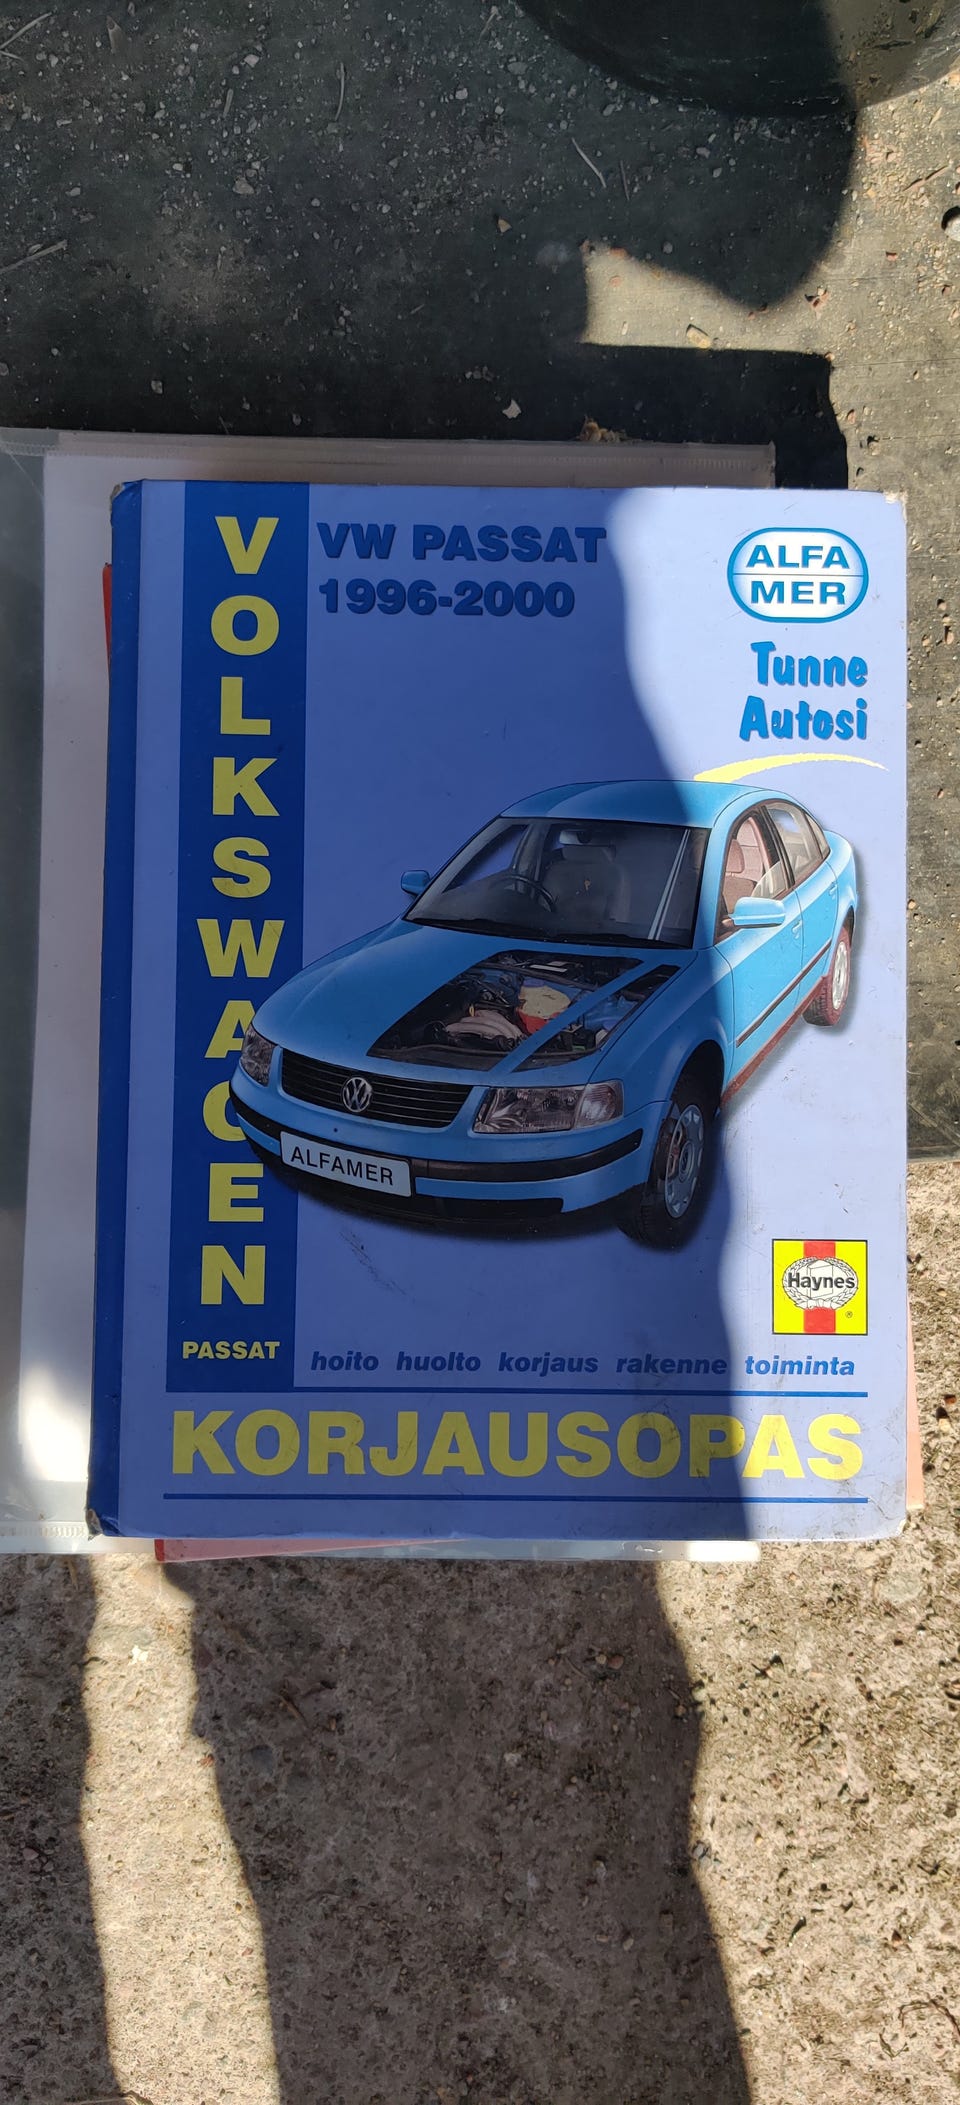 VOLKSWAGEN
PASSAT
VW PASSAT
1996-2000
ALFA
MER
Tunne
Autosi
ALFAMER
Haynes
®
hoito huolto korjaus rakenne toiminta
KORJAUSOPAS